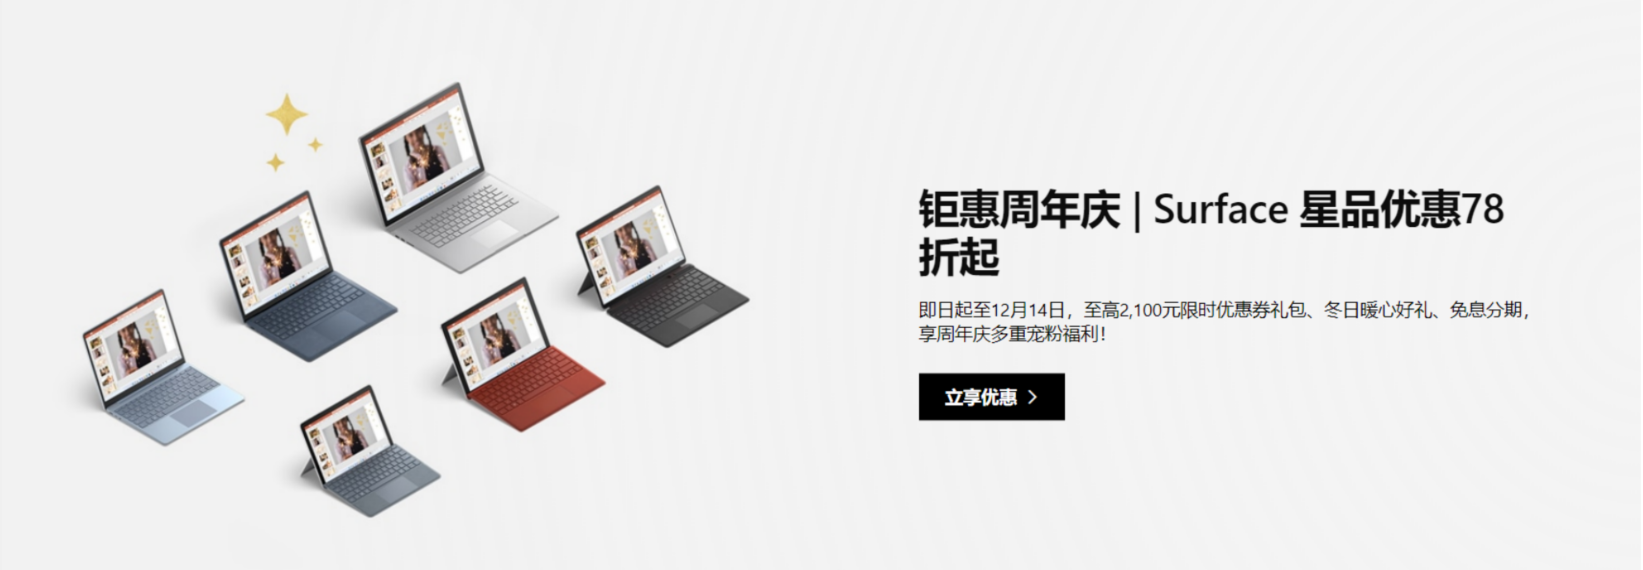 钜惠周年庆 | Surface 星品优惠78
折起
即日起至12月14日，至高2,100元限时优惠券礼包、冬日暖心好礼、免息分期，
享周年庆多重宠粉福利！
立享优惠 >